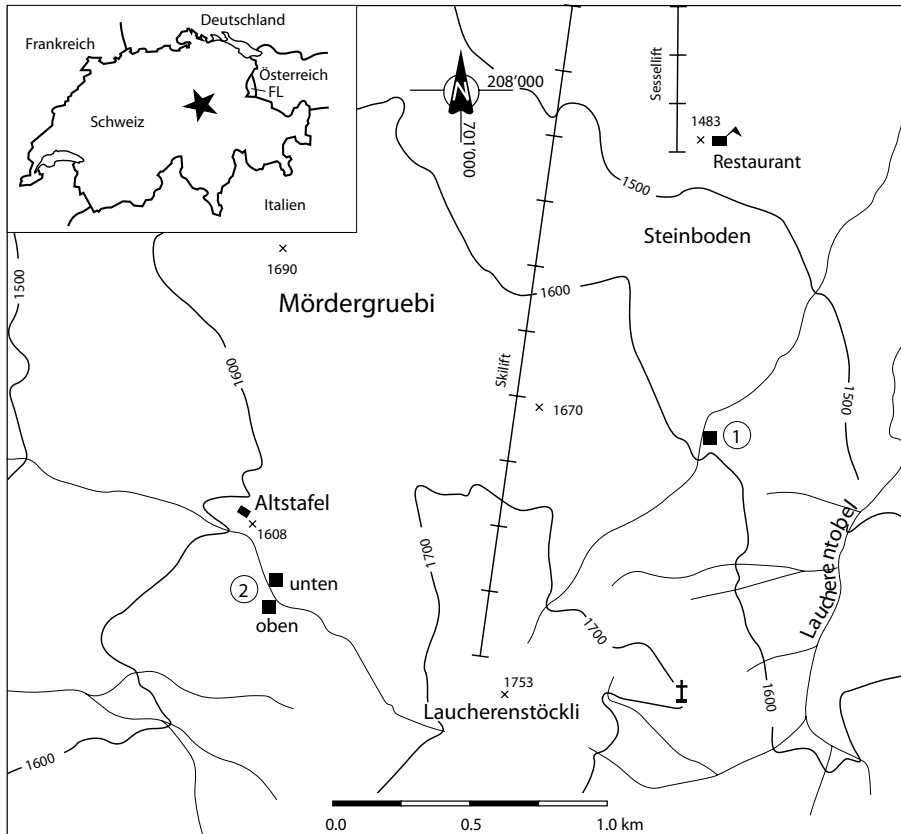 Deutschland
Frankreich
Österreich
FL
Schweiz
Italien
N
208’000
701’000
Sessellift
1483
Restaurant
1500
Steinboden
1500
1690
Mördergruebi
1600
1600
Skilift
1670
1500
1
Altstafel
1608
1700
Laucherentobel
2
unten
oben
1700
1753
Laucherenstöckli
1600
1600
0.0
0.5
1.0 km